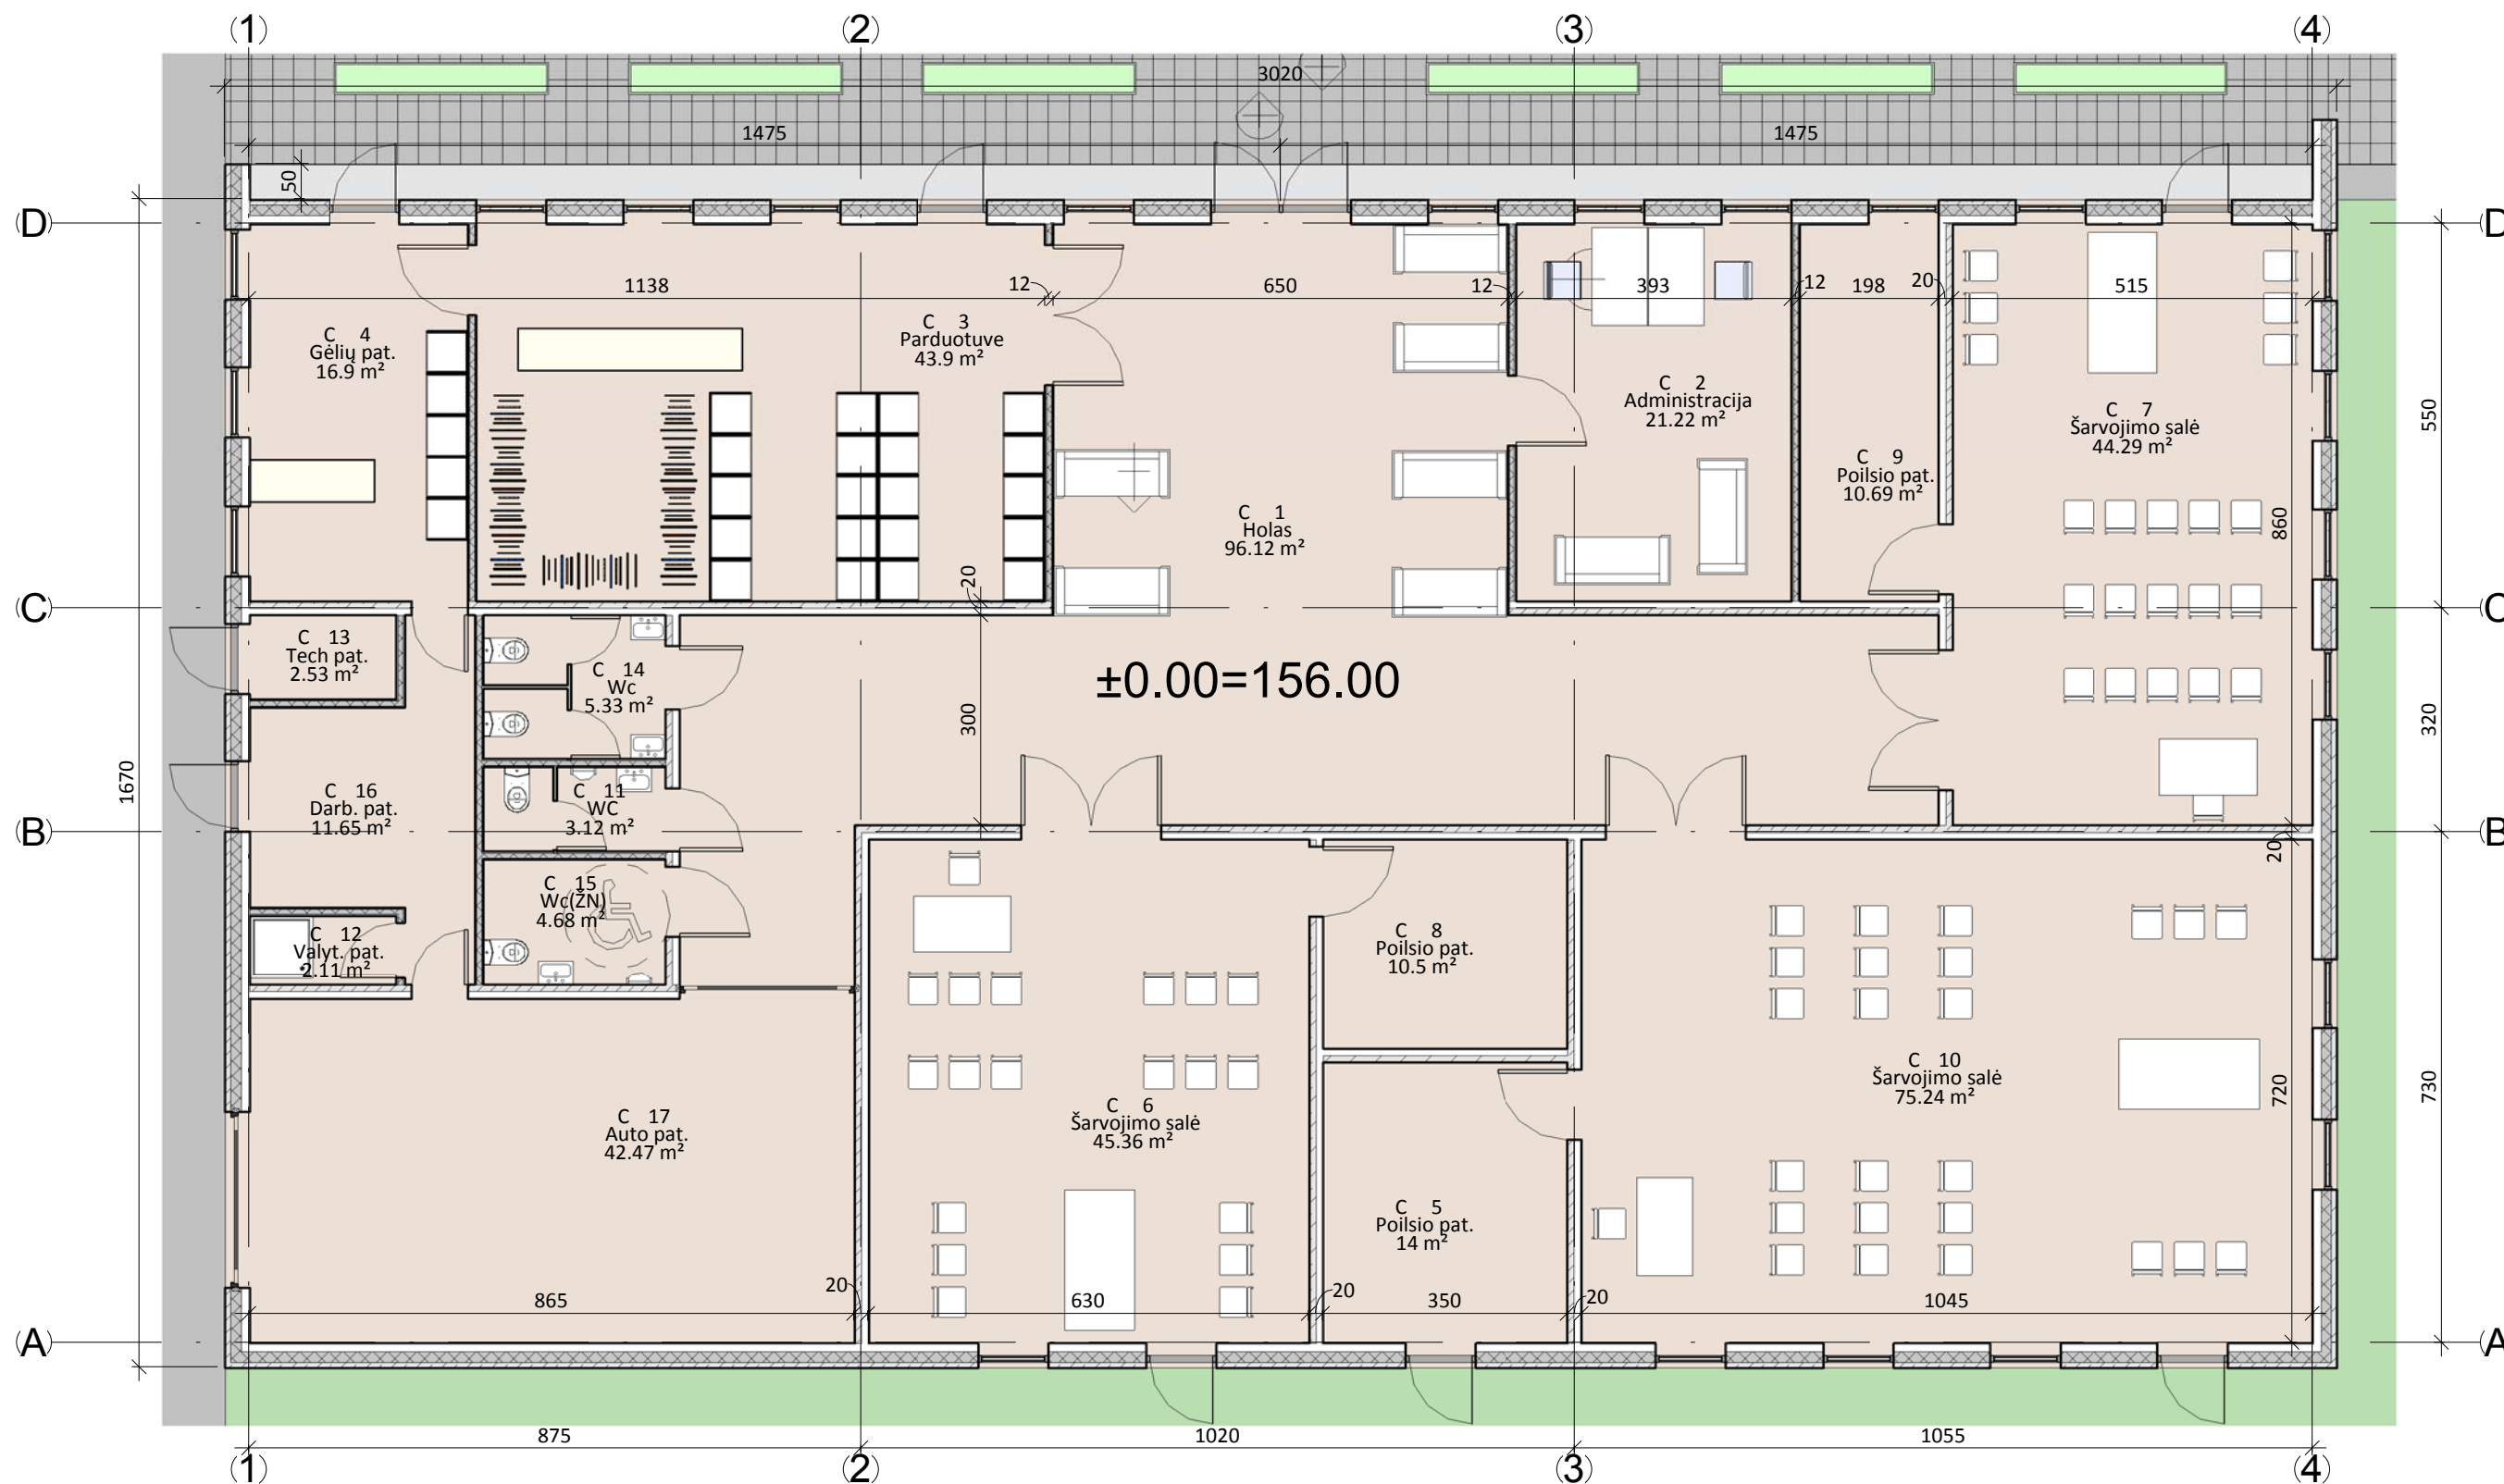 (1) (2) (3) (4)
3020
1475 1475
50
(D) (D)
1138 12 650 12 393 12 198 20 515
C 4
Gėlių pat.
16.9 m²
C 3
Parduotuve
43.9 m²
C 2
Administracija
21.22 m²
C 7
Šarvojimo salė
44.29 m²
550
C 9
Poilsio pat.
10.69 m²
C 1
Holas
96.12 m²
860
20
(C) (C)
C 13
Tech pat.
2.53 m²
C 14
Wc
5.33 m²
±0.00=156.00
300
320
1670
C 16
Darb. pat.
11.65 m²
C 11
WC
3.12 m²
(B) (B)
20
C 15
Wc(ŽN)
4.68 m²
C 12
Valyt. pat.
2.11 m²
C 8
Poilsio pat.
10.5 m²
C 10
Šarvojimo salė
75.24 m²
720
730
C 17
Auto pat.
42.47 m²
C 6
Šarvojimo salė
45.36 m²
C 5
Poilsio pat.
14 m²
865 20 630 20 350 20 1045
(A) (A)
875 1020 1055
(1) (2) (3) (4)